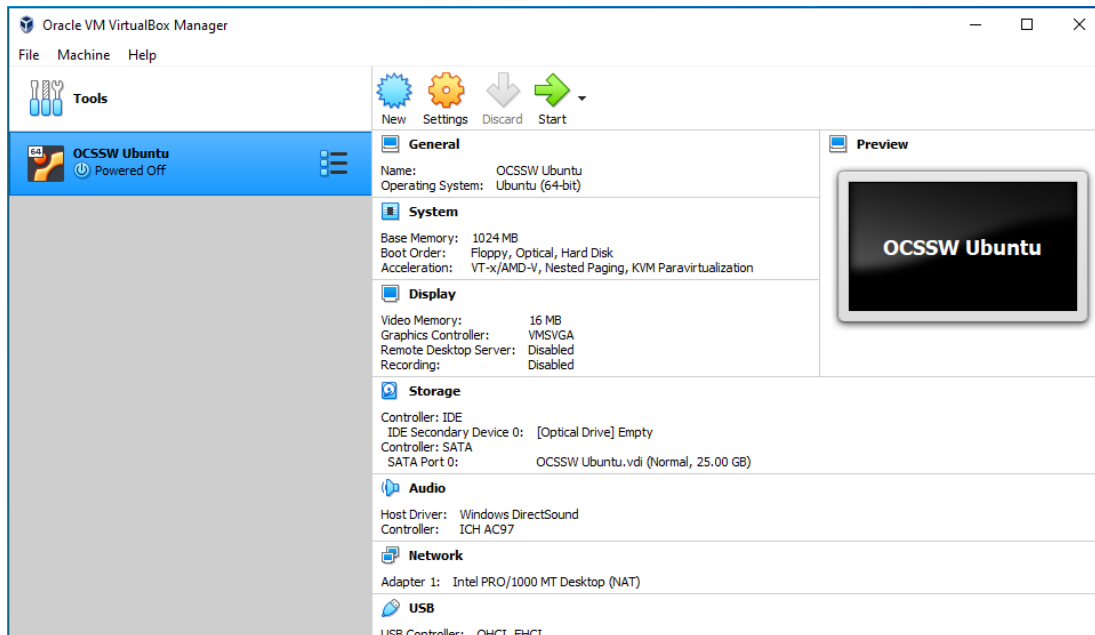 Oracle VM VirtualBox Manager
File Machine Help
Tools
New Settings Discard Start
64
OCSSW Ubuntu
Powered Off
General
Name: OCSSW Ubuntu
Operating System: Ubuntu (64-bit)
System
Base Memory: 1024 MB
Boot Order: Floppy, Optical, Hard Disk
Acceleration: VT-x/AMD-V, Nested Paging, KVM Paravirtualization
Display
Video Memory: 16 MB
Graphics Controller: VMSVGA
Remote Desktop Server: Disabled
Recording: Disabled
Preview
OCSSW Ubuntu
Storage
Controller: IDE
IDE Secondary Device 0: [Optical Drive] Empty
Controller: SATA
SATA Port 0: OCSSW Ubuntu.vdi (Normal, 25.00 GB)
Audio
Host Driver: Windows DirectSound
Controller: ICH AC97
Network
Adapter 1: Intel PRO/1000 MT Desktop (NAT)
USB
USB Controller: OHCI, EHCI